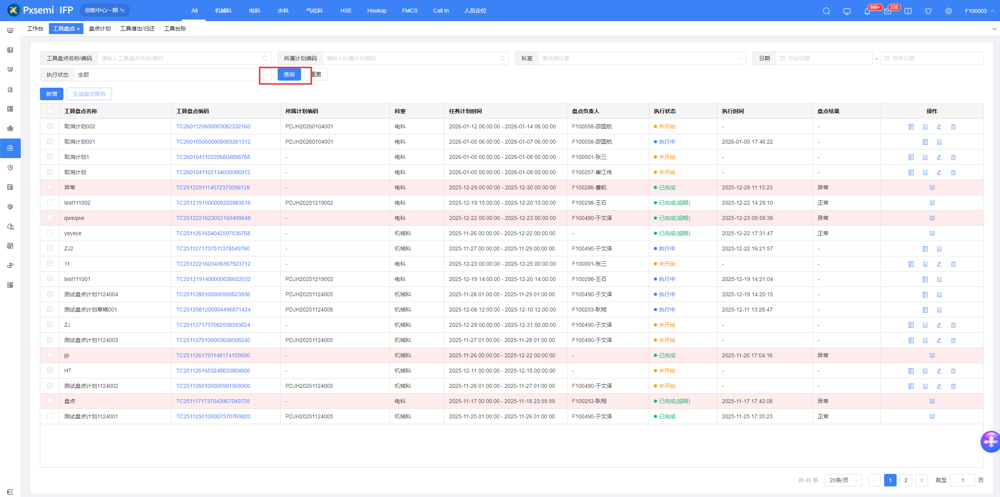 Pxsemi IFP 创新中心一期 All 机械科 电科 水科 气化科 HSE Hookup FMCS Call In 人员定位 999+ 238 F100003
工作台 工具盘点 × 盘点计划 工具借出/归还 工具台账
工具盘点名称/编码 请输入工具盘点名称/编码 所属计划编码 请输入所属计划编码 科室 请选择科室 日期 开始日期 - 结束日期
执行状态 全部 查询 重置
新增 生成盘点报告
工具盘点名称 工具盘点编码 所属计划编码 科室 任务计划时间 盘点负责人 执行状态 执行时间 盘点结果 操作
取消计划002 TC2601120600003082332160 PDJH20260104001 电科 2026-01-12 06:00:00 - 2026-01-14 06:00:00 F100058-邵国航 未开始 - -
取消计划001 TC2601050600008069261312 PDJH20260104001 电科 2026-01-05 06:00:00 - 2026-01-07 06:00:00 F100058-邵国航 执行中 2026-01-05 17:46:22 -
取消计划1 TC2601041103206804896768 - 电科 2026-01-05 00:00:00 - 2026-01-08 00:00:00 F100001-张三 未开始 - -
取消计划 TC2601041102134050086912 - 电科 2026-01-05 00:00:00 - 2026-01-08 00:00:00 F100257-崔江伟 未开始 - -
异常 TC2512291114572370096128 - 电科 2025-12-29 00:00:00 - 2025-12-30 00:00:00 F100286-曹凯 已完成 2025-12-29 11:15:23 异常
test111002 TC2512191500008255983616 PDJH20251219002 电科 2025-12-19 15:00:00 - 2025-12-20 15:00:00 F100298-王石 已完成(超期) 2025-12-22 14:29:10 正常
qweqwe TC2512221623052169499648 - 电科 2025-12-22 00:00:00 - 2025-12-23 00:00:00 F100490-于文泽 已完成(超期) 2025-12-23 09:58:38 异常
yeyeye TC2511261654042597536768 - 机械科 2025-11-26 00:00:00 - 2025-12-22 00:00:00 - 已完成(超期) 2025-12-22 17:31:47 正常
ZJ2 TC2511271737511378549760 - 机械科 2025-11-27 00:00:00 - 2025-11-29 00:00:00 F100490-于文泽 执行中 2025-12-22 16:21:57 -
11 TC2512221603436567923712 - 电科 2025-12-23 00:00:00 - 2025-12-25 00:00:00 F100001-张三 未开始 - -
test111001 TC2512191400000036652032 PDJH20251219002 电科 2025-12-19 14:00:00 - 2025-12-20 14:00:00 F100298-王石 执行中 2025-12-19 14:21:04 -
测试盘点计划1124004 TC2511280100000995623936 PDJH20251124005 机械科 2025-11-28 01:00:00 - 2025-11-29 01:00:00 F100490-于文泽 执行中 2025-12-19 14:20:15 -
测试盘点计划草稿001 TC2512081200004496871424 PDJH20251124008 机械科 2025-12-08 12:00:00 - 2025-12-10 12:00:00 F100253-耿翔 执行中 2025-12-11 13:28:47 -
ZJ TC2511271737082558593024 - 机械科 2025-12-29 00:00:00 - 2025-12-31 00:00:00 F100490-于文泽 未开始 - -
测试盘点计划1124003 TC2511270100003658506240 PDJH20251124005 机械科 2025-11-27 01:00:00 - 2025-11-28 01:00:00 F100490-于文泽 未开始 - -
jiji TC2511261701148174105600 - 机械科 2025-11-26 00:00:00 - 2025-12-22 00:00:00 - 已完成 2025-11-26 17:04:16 异常
HT TC2511261653248633804800 - 机械科 2025-12-11 00:00:00 - 2025-12-15 00:00:00 - 未开始 - -
测试盘点计划1124002 TC2511260100005981568000 PDJH20251124005 机械科 2025-11-26 01:00:00 - 2025-11-27 01:00:00 F100490-于文泽 未开始 - -
盘点 TC2511171737043967049728 - 电科 2025-11-17 00:00:00 - 2025-11-18 23:59:59 F100253-耿翔 已完成(超期) 2025-11-17 17:43:08 异常
测试盘点计划1124001 TC2511250100007570769920 PDJH20251124005 机械科 2025-11-25 01:00:00 - 2025-11-26 01:00:00 F100490-于文泽 已完成 2025-11-25 17:35:23 正常
共 40 条 20条/页 1 2 跳至 1 页